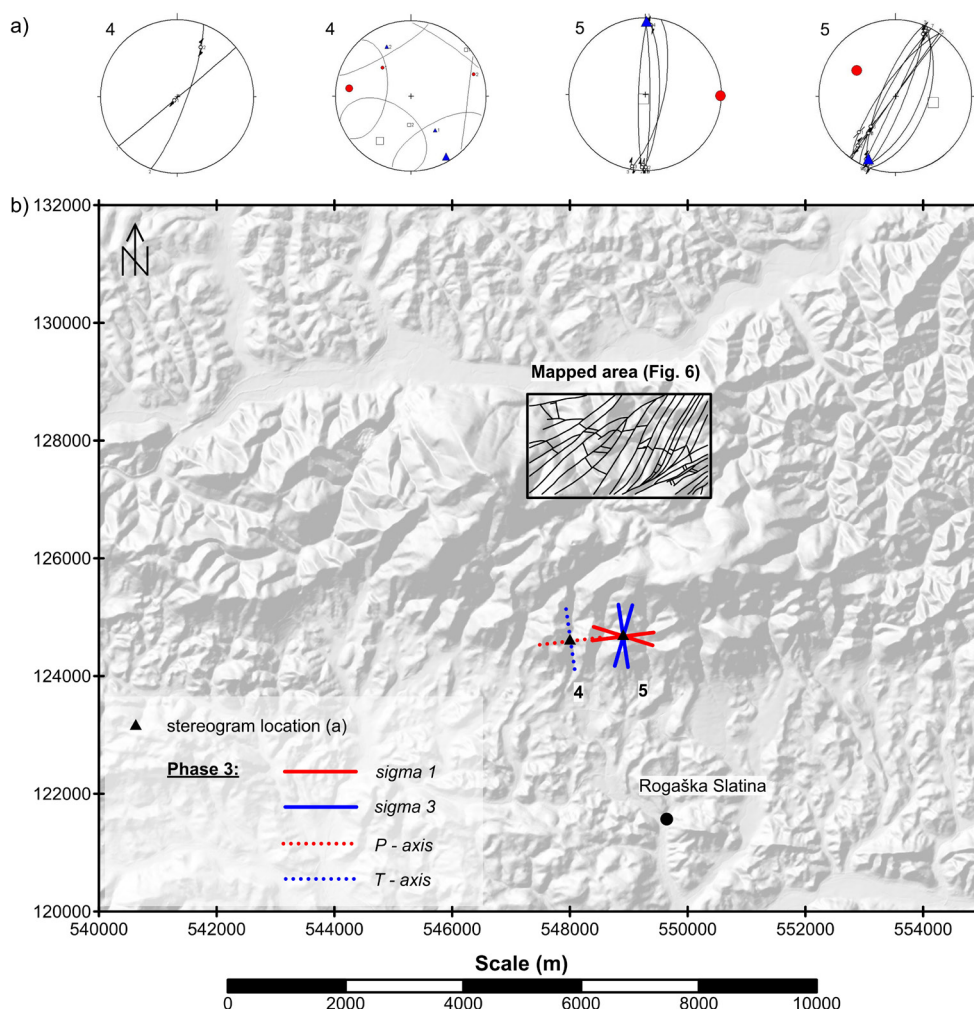 a)
4
4
5
5
b)
132000
N
130000
Mapped area (Fig. 6)
128000
126000
124000
4
5
stereogram location (a)
Phase 3:
sigma 1
sigma 3
P - axis
T - axis
Rogaška Slatina
122000
120000
540000 542000 544000 546000 548000 550000 552000 554000
Scale (m)
0 2000 4000 6000 8000 10000